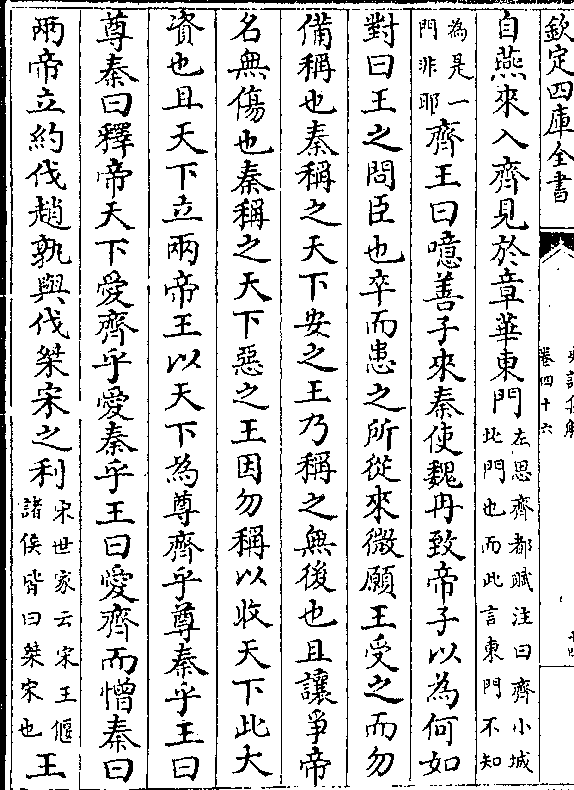 欽定四庫全書
卷四十六
自燕來入齊見於章華東門左思齊都賦注曰齊小城北門也而此言東門不知
為是一門非耶齊王曰噫善子來秦使魏冉致帝子以為何如
對曰王之問臣也卒而患之所從來微願王受之而勿
備稱也秦稱之天下安之王乃稱之無後也且讓爭帝
名無傷也秦稱之天下惡之王因勿稱以收天下此大
資也且天下立兩帝王以天下為尊齊乎尊秦乎王曰
尊秦曰釋帝天下愛齊乎愛秦乎王曰愛齊而憎秦曰
兩帝立約伐趙孰與伐桀宋之利宋世家云宋王偃諸侯皆曰桀宋也王